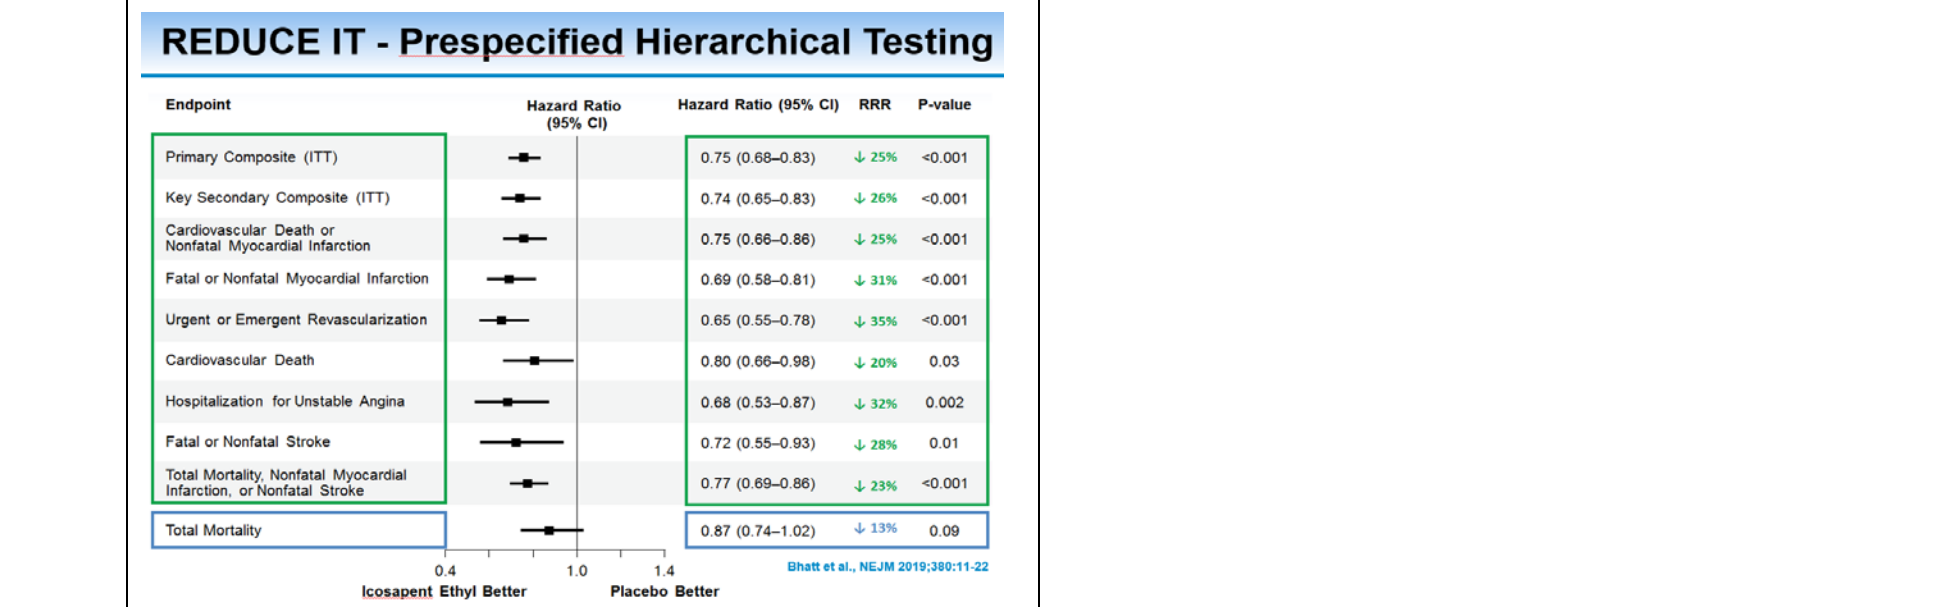 REDUCE IT - Prespecified Hierarchical Testing
Endpoint Hazard Ratio (95% CI) Hazard Ratio (95% CI) RRR P-value
Primary Composite (ITT) 0.75 (0.68–0.83) ↓ 25% <0.001
Key Secondary Composite (ITT) 0.74 (0.65–0.83) ↓ 26% <0.001
Cardiovascular Death or
Nonfatal Myocardial Infarction 0.75 (0.66–0.86) ↓ 25% <0.001
Fatal or Nonfatal Myocardial Infarction 0.69 (0.58–0.81) ↓ 31% <0.001
Urgent or Emergent Revascularization 0.65 (0.55–0.78) ↓ 35% <0.001
Cardiovascular Death 0.80 (0.66–0.98) ↓ 20% 0.03
Hospitalization for Unstable Angina 0.68 (0.53–0.87) ↓ 32% 0.002
Fatal or Nonfatal Stroke 0.72 (0.55–0.93) ↓ 28% 0.01
Total Mortality, Nonfatal Myocardial
Infarction, or Nonfatal Stroke 0.77 (0.69–0.86) ↓ 23% <0.001
Total Mortality 0.87 (0.74–1.02) ↓ 13% 0.09
0.4 1.0 1.4
Bhatt et al., NEJM 2019;380:11-22
Icosapent Ethyl Better Placebo Better